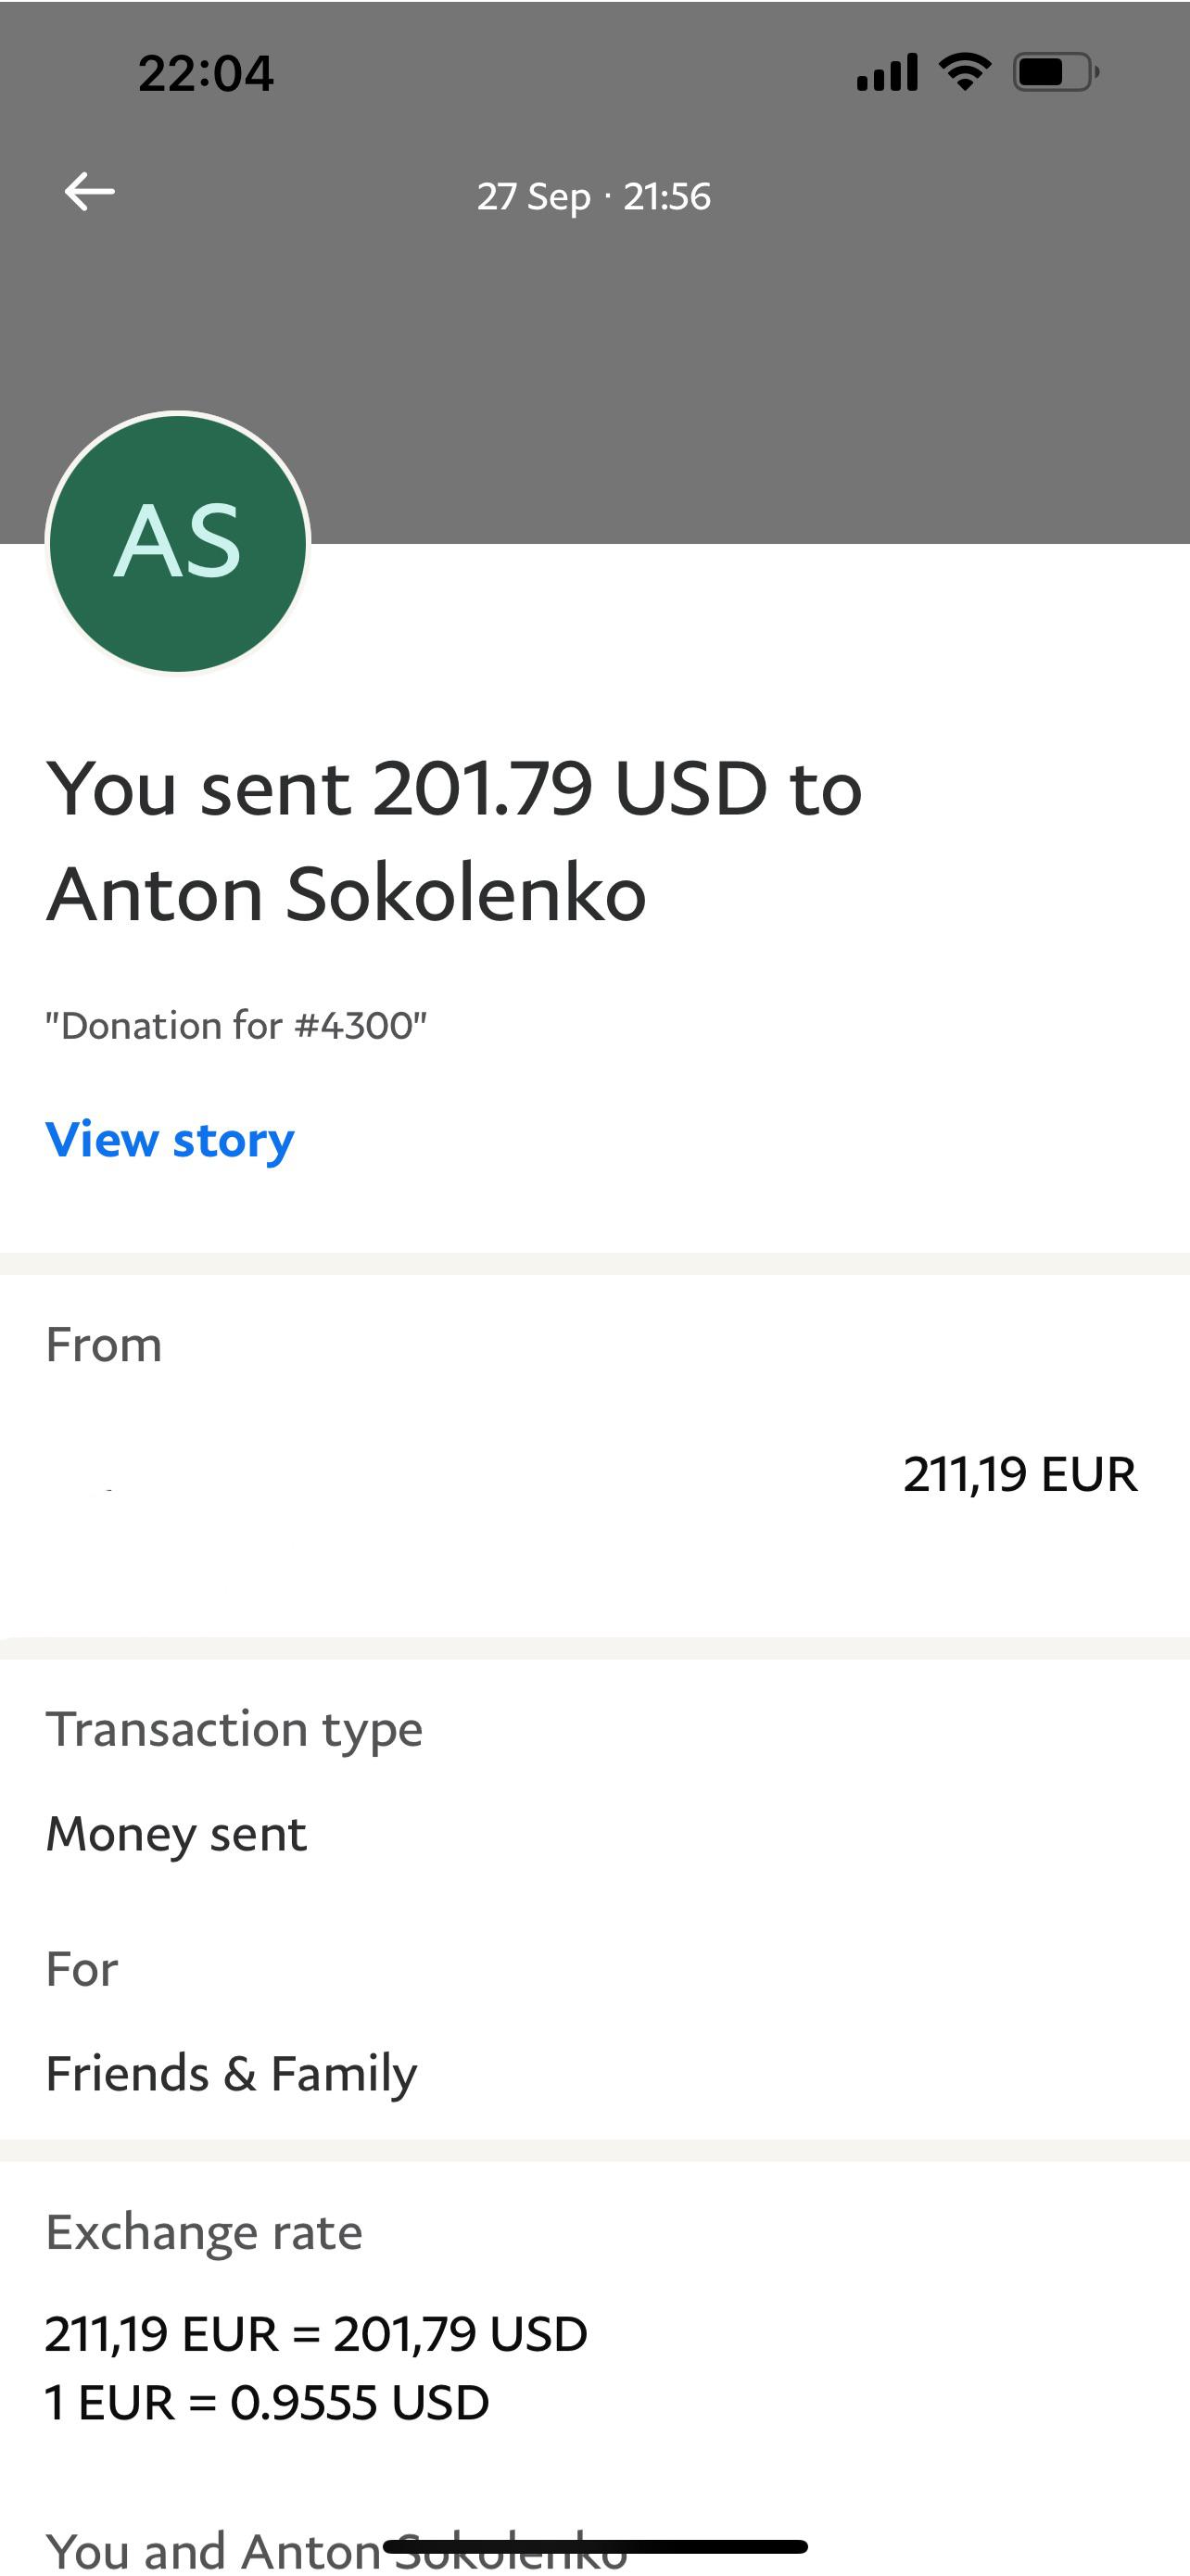 22:04
27 Sep · 21:56
AS
You sent 201.79 USD to
Anton Sokolenko
"Donation for #4300"
View story
From
211,19 EUR
Transaction type
Money sent
For
Friends & Family
Exchange rate
211,19 EUR = 201,79 USD
1 EUR = 0.9555 USD
You and Anton Sokolenko